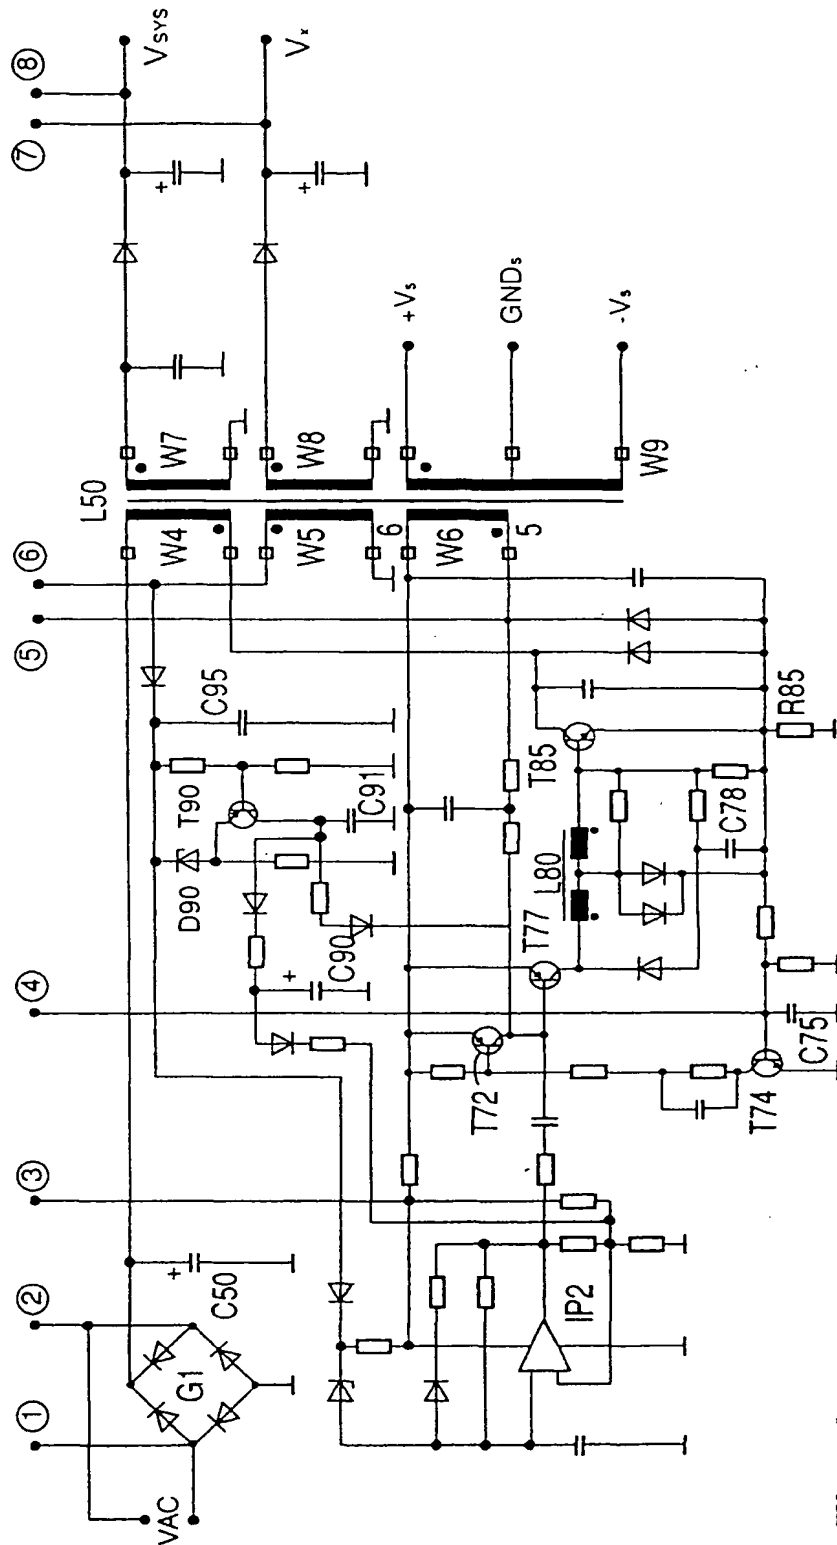 ① ② ③ ④ ⑤ ⑥ ⑦ ⑧
VAC
G1
C50
D90
T90
C95
C90
C91
L50
W4
W7
W5
W8
6
W6
5
W9
VSYS
Vx
+Vs
GNDs
-Vs
IP2
T72
T77
L80
T85
C78
R85
T74
C75